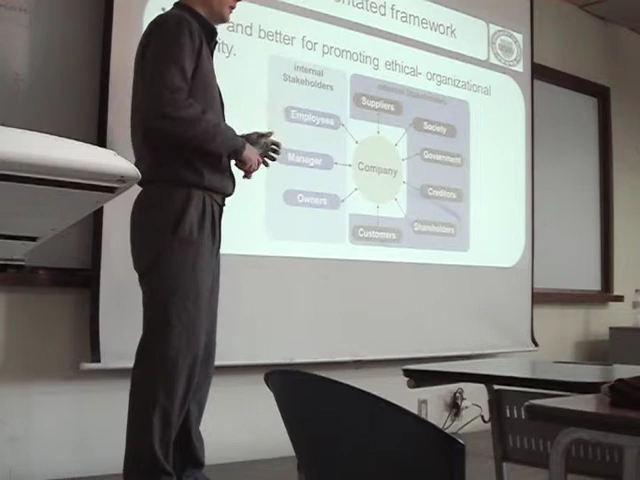 ntated framework
and better for promoting ethical- organizational
ity.
internal
Stakeholders
Suppliers
Employees
Society
Manager
Company
Government
Owners
Creditors
Customers
Shareholders